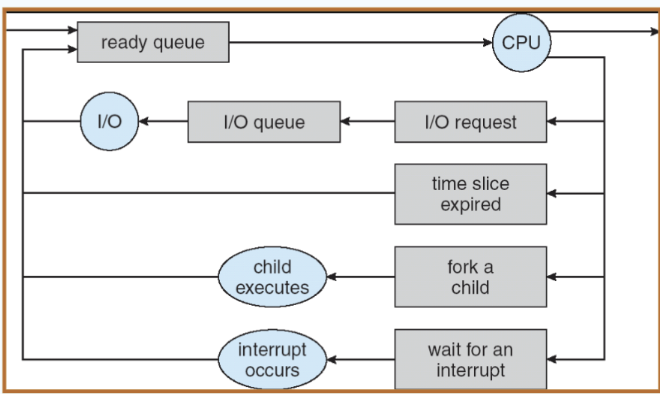 ready queue
CPU
I/O
I/O queue
I/O request
time slice
expired
child
executes
fork a
child
interrupt
occurs
wait for an
interrupt